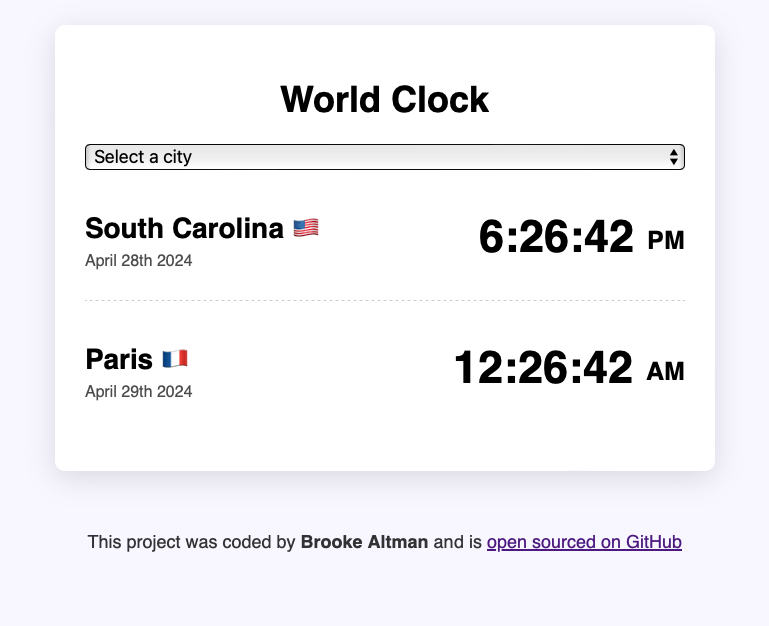 World Clock
Select a city
South Carolina 🇺🇸
6:26:42 PM
April 28th 2024
Paris 🇫🇷
12:26:42 AM
April 29th 2024
This project was coded by Brooke Altman and is open sourced on GitHub